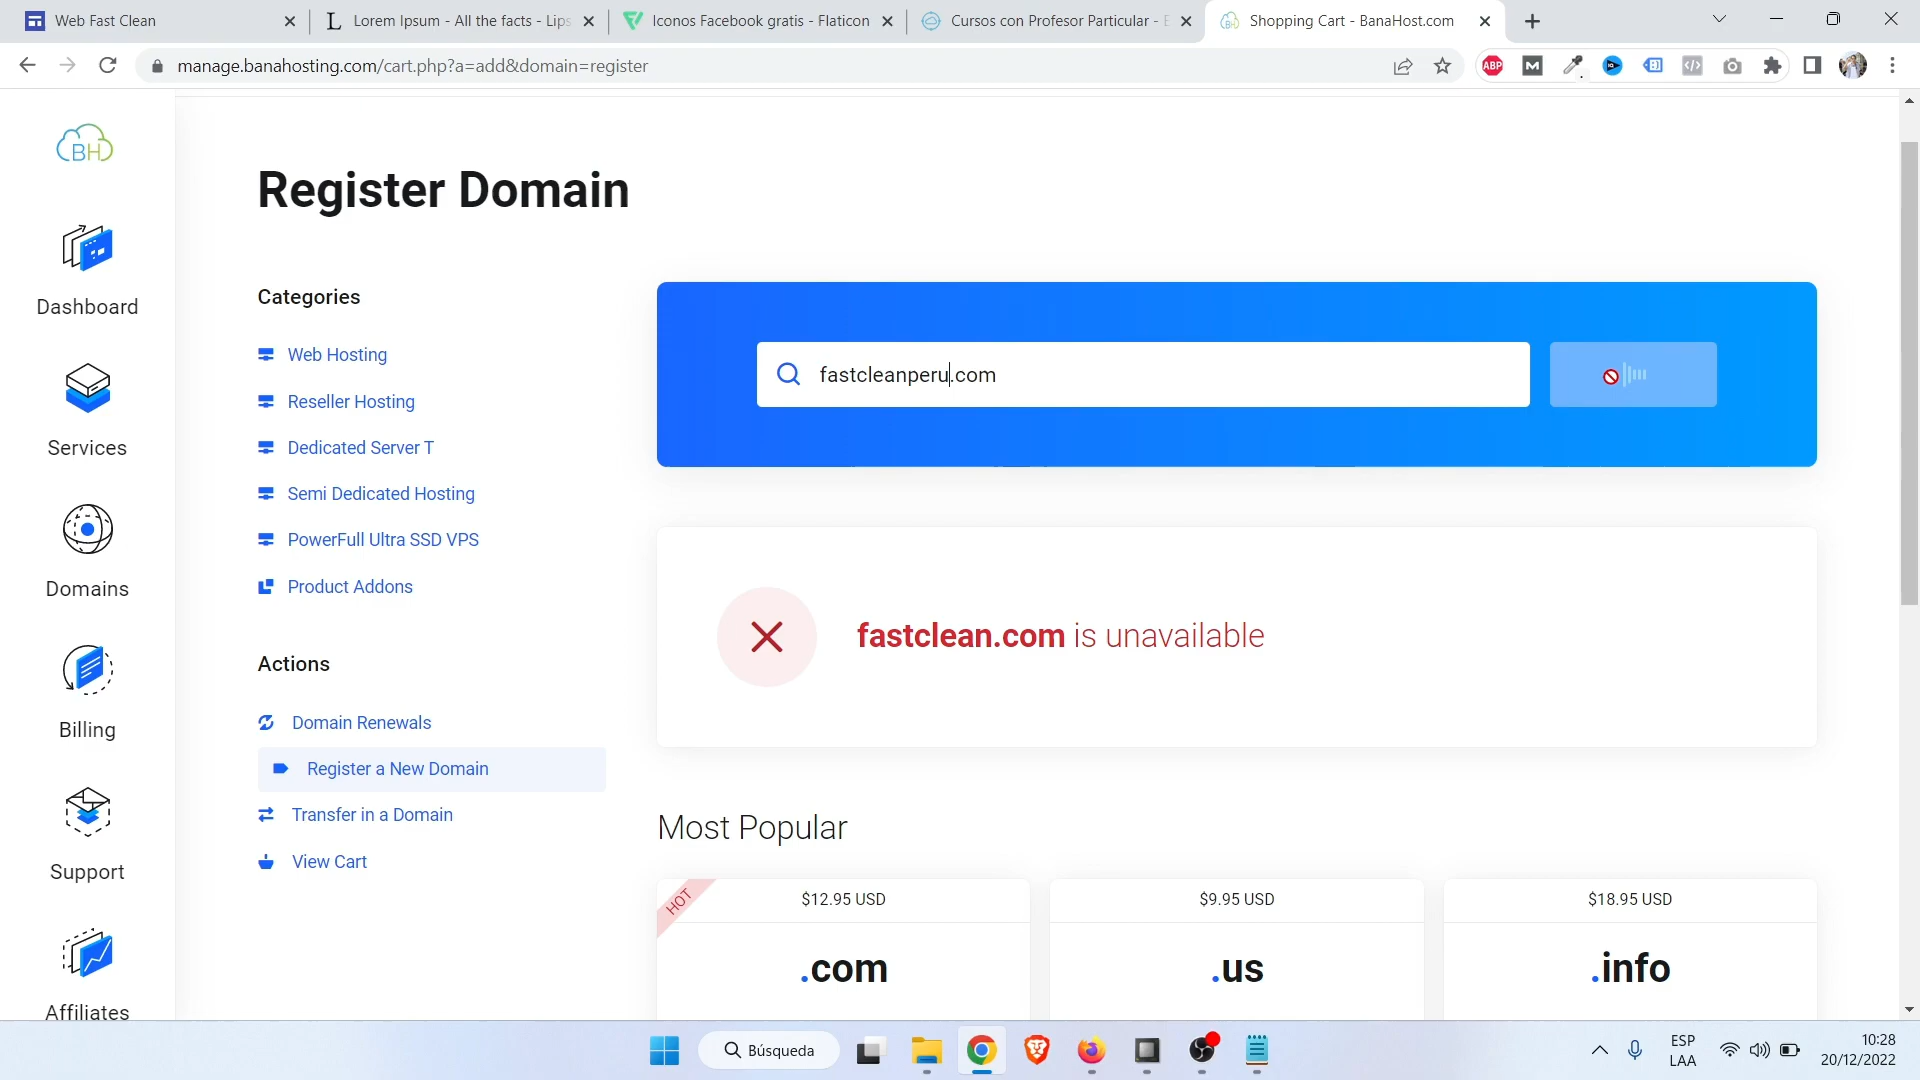 Web Fast Clean
Lorem Ipsum - All the facts - Lips
Iconos Facebook gratis - Flaticon
Cursos con Profesor Particular - E
Shopping Cart - BanaHost.com
manage.banahosting.com/cart.php?a=add&domain=register
ABP
M
BH
Dashboard
Services
Domains
Billing
Support
Affiliates
Register Domain
Categories
Web Hosting
Reseller Hosting
Dedicated Server T
Semi Dedicated Hosting
PowerFull Ultra SSD VPS
Product Addons
Actions
Domain Renewals
Register a New Domain
Transfer in a Domain
View Cart
fastcleanperu.com
fastclean.com is unavailable
Most Popular
HOT
$12.95 USD
.com
$9.95 USD
.us
$18.95 USD
.info
Búsqueda
ESP
LAA
10:28
20/12/2022